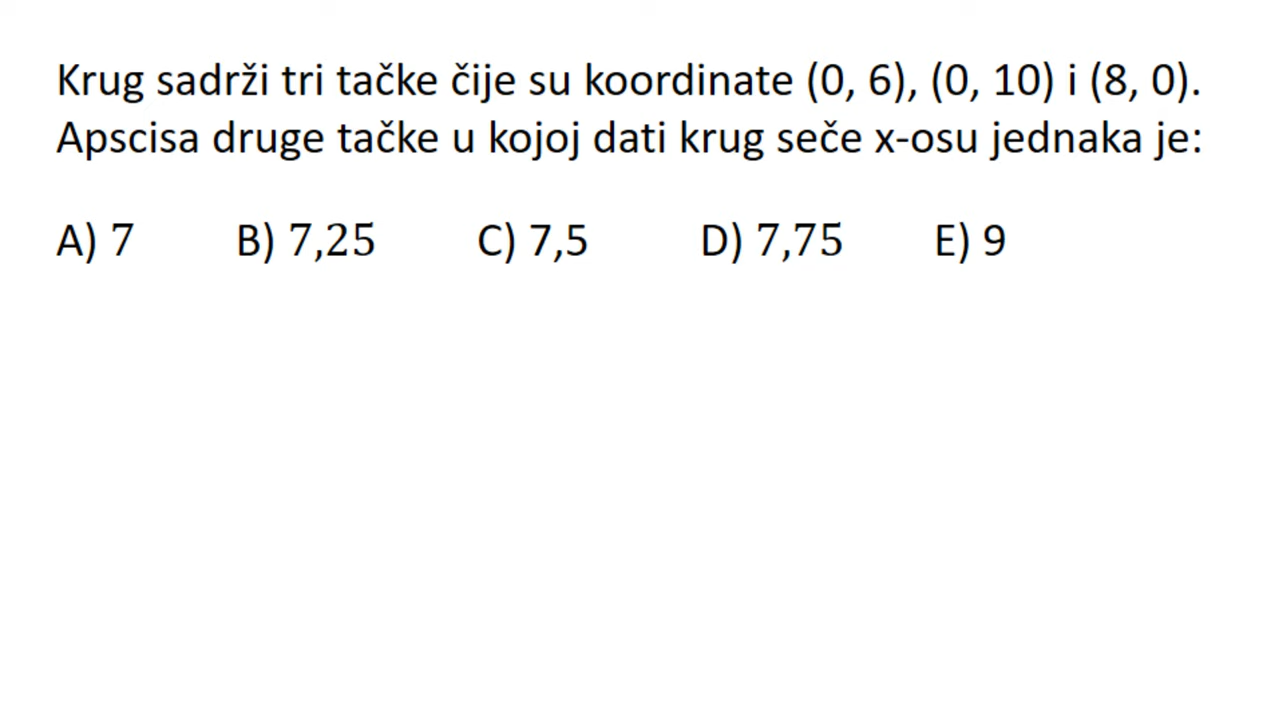 Krug sadrži tri tačke čije su koordinate (0, 6), (0, 10) i (8, 0).
Apscisa druge tačke u kojoj dati krug seče x-osu jednaka je:
A) 7 B) 7,25 C) 7,5 D) 7,75 E) 9